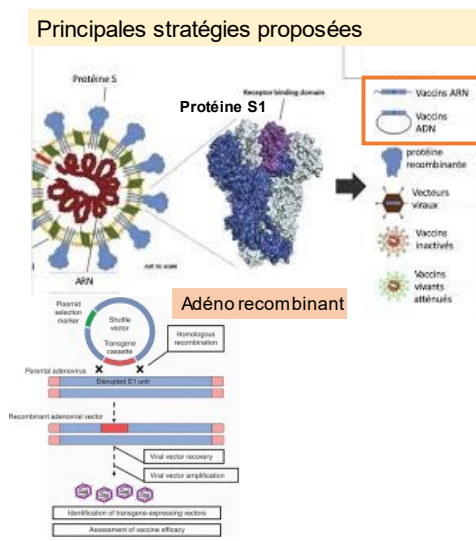 Principales stratégies proposées
Protéine S
Protéine S1
Receptor binding domain
ARN
not to scale
Vaccins ARN
Vaccins
ADN
protéine
recombinante
Vecteurs
viraux
Vaccins
inactivés
Vaccins
vivants
atténués
Adéno recombinant
Plasmid
selection
marker
Shuttle
vector
Transgene
cassette
Homologous
recombination
Parental adenovirus
Disrupted E1 unit
Recombinant adenoviral vector
Viral vector recovery
Viral vector amplification
Identification of transgene-expressing vectors
Assessment of vaccine efficacy